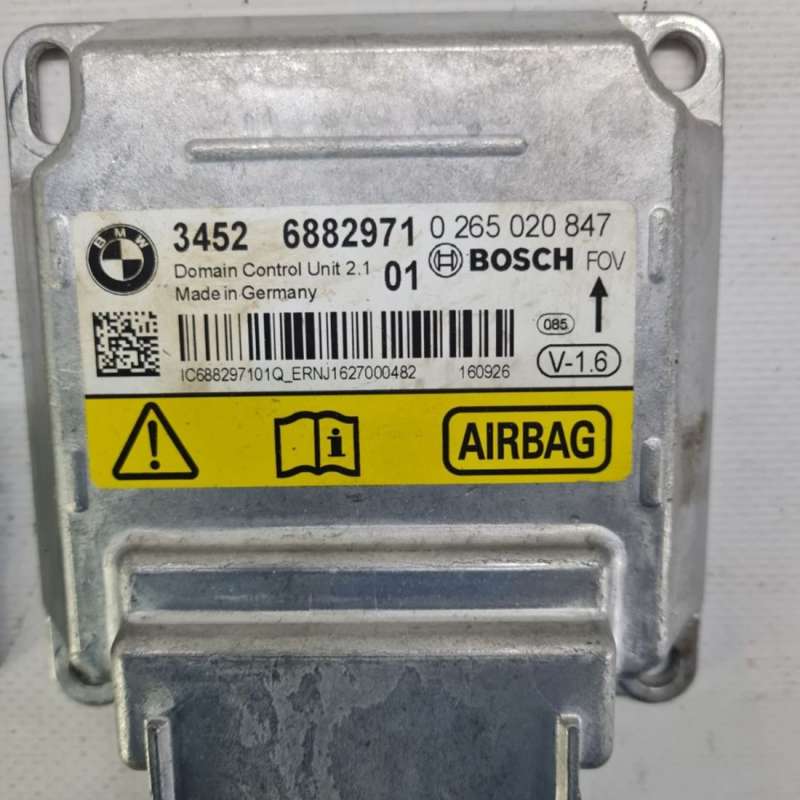 BMW
3452 6882971 0 265 020 847
Domain Control Unit 2.1 01 BOSCH FOV
Made in Germany
085
IC688297101Q_ERNJ1627000482 160926 V-1.6
AIRBAG